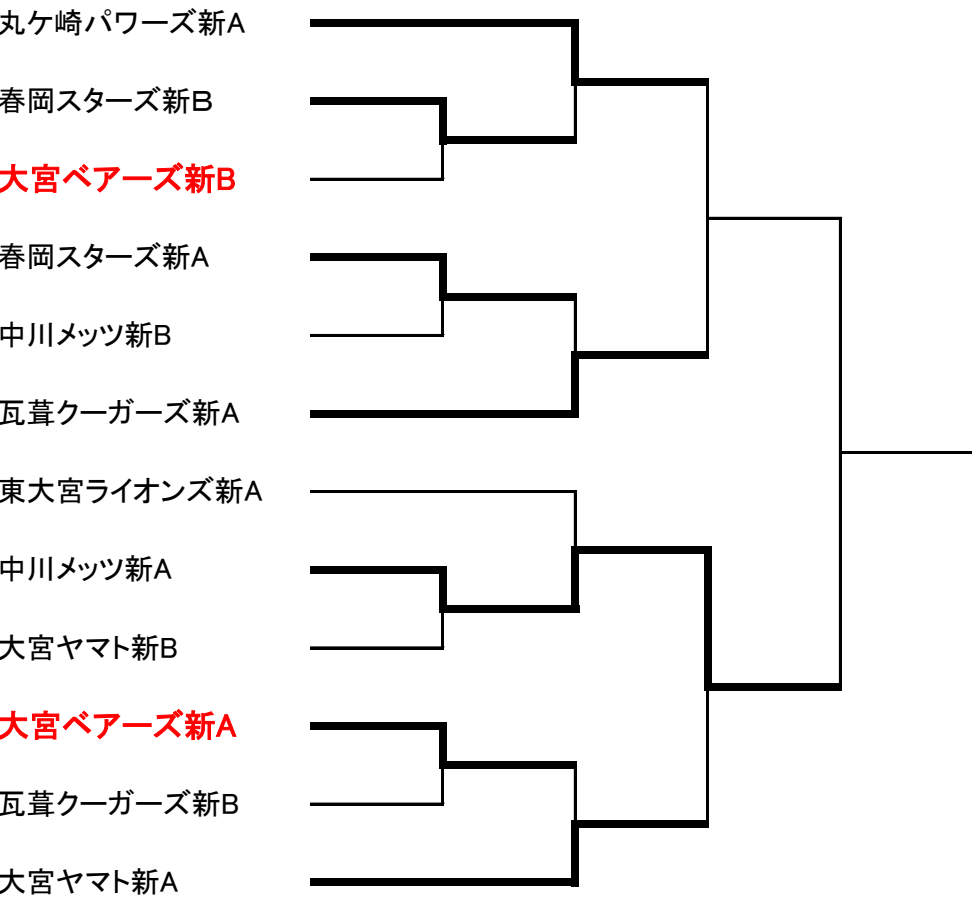 丸ケ崎パワーズ新A
春岡スターズ新B
大宮ベアーズ新B
春岡スターズ新A
中川メッツ新B
瓦葺クーガーズ新A
東大宮ライオンズ新A
中川メッツ新A
大宮ヤマト新B
大宮ベアーズ新A
瓦葺クーガーズ新B
大宮ヤマト新A